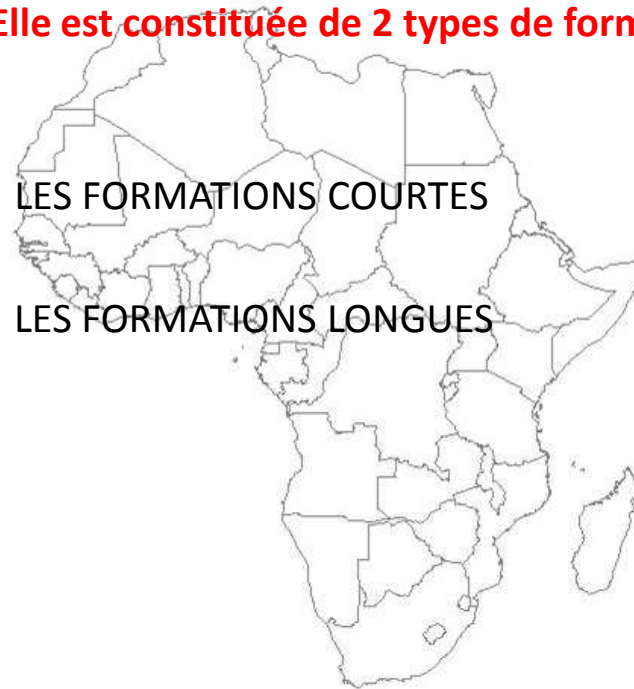 Elle est constituée de 2 types de form
LES FORMATIONS COURTES
LES FORMATIONS LONGUES